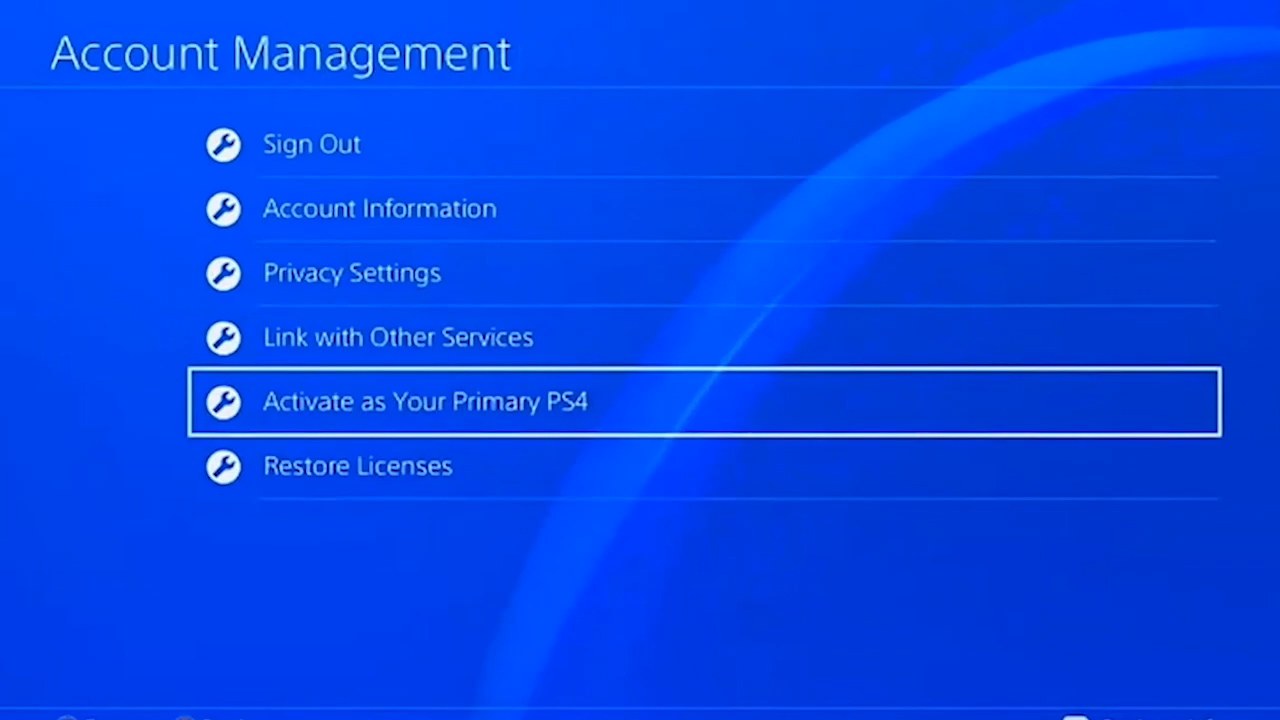 Account Management
Sign Out
Account Information
Privacy Settings
Link with Other Services
Activate as Your Primary PS4
Restore Licenses